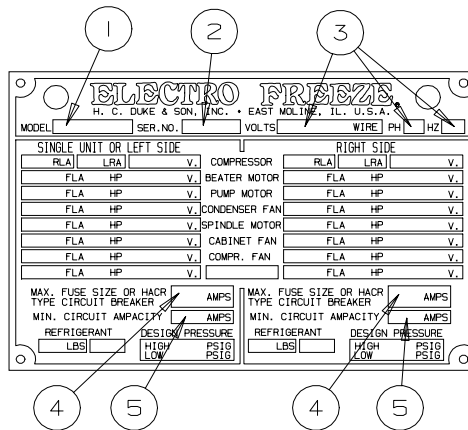 1 2 3
ELECTRO FREEZE
H. C. DUKE & SON, INC. • EAST MOLINE, IL. U.S.A.
MODEL SER.NO. VOLTS WIRE PH HZ
SINGLE UNIT OR LEFT SIDE RIGHT SIDE
RLA LRA V. COMPRESSOR RLA LRA V.
FLA HP V. BEATER MOTOR FLA HP V.
FLA HP V. PUMP MOTOR FLA HP V.
FLA HP V. CONDENSER FAN FLA HP V.
FLA HP V. SPINDLE MOTOR FLA HP V.
FLA HP V. CABINET FAN FLA HP V.
FLA HP V. COMPR. FAN FLA HP V.
FLA HP V. FLA HP V.
MAX. FUSE SIZE OR HACR TYPE CIRCUIT BREAKER AMPS MAX. FUSE SIZE OR HACR TYPE CIRCUIT BREAKER AMPS
MIN. CIRCUIT AMPACITY AMPS MIN. CIRCUIT AMPACITY AMPS
REFRIGERANT DESIGN PRESSURE REFRIGERANT DESIGN PRESSURE
LBS HIGH PSIG LBS HIGH PSIG
LOW PSIG LOW PSIG
4 5 4 5